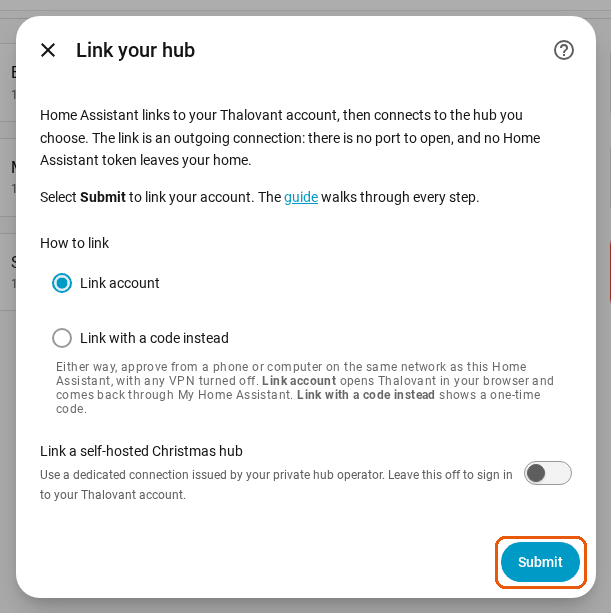 Link your hub
Home Assistant links to your Thalovant account, then connects to the hub you
choose. The link is an outgoing connection: there is no port to open, and no Home
Assistant token leaves your home.
Select Submit to link your account. The guide walks through every step.
How to link
Link account
Link with a code instead
Either way, approve from a phone or computer on the same network as this Home
Assistant, with any VPN turned off. Link account opens Thalovant in your browser and
comes back through My Home Assistant. Link with a code instead shows a one-time
code.
Link a self-hosted Christmas hub
Use a dedicated connection issued by your private hub operator. Leave this off to sign in
to your Thalovant account.
Submit